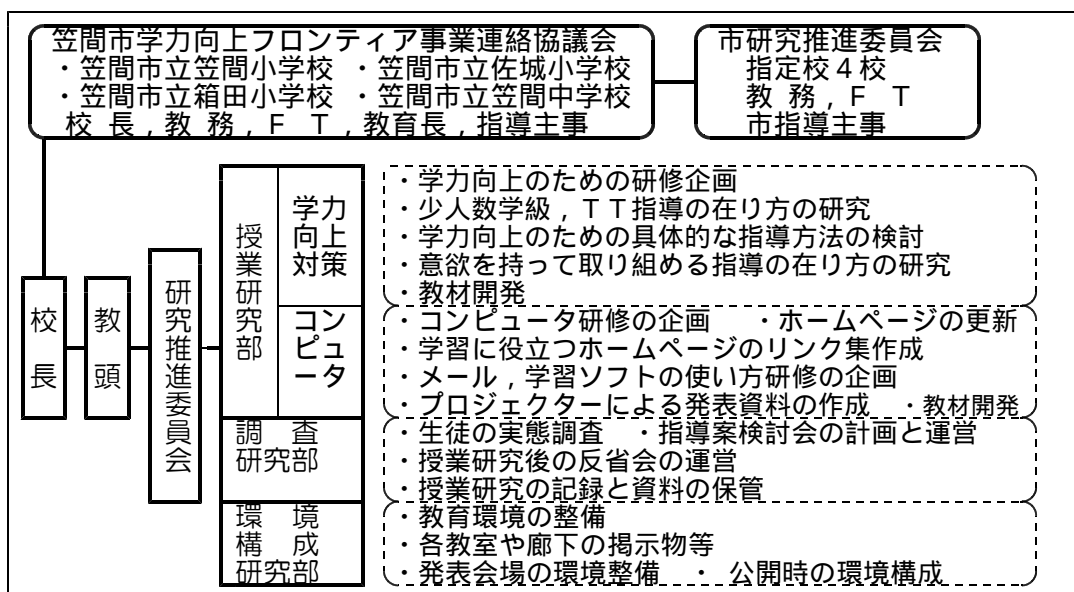 笠間市学力向上フロンティア事業連絡協議会
・笠間市立笠間小学校 ・笠間市立佐城小学校
・笠間市立箱田小学校 ・笠間市立笠間中学校
校 長,教 務,F T,教育長,指導主事
市研究推進委員会
指定校4校
教 務,F T
市指導主事
校長
教頭
研究推進委員会
授業研究部
学力
向上
対策
・学力向上のための研修企画
・少人数学級,TT指導の在り方の研究
・学力向上のための具体的な指導方法の検討
・意欲を持って取り組める指導の在り方の研究
・教材開発
コン
ピュ
ータ
・コンピュータ研修の企画 ・ホームページの更新
・学習に役立つホームページのリンク集作成
・メール,学習ソフトの使い方研修の企画
・プロジェクターによる発表資料の作成 ・教材開発
調 査
研究部
・生徒の実態調査 ・指導案検討会の計画と運営
・授業研究後の反省会の運営
・授業研究の記録と資料の保管
環 境
構 成
研究部
・教育環境の整備
・各教室や廊下の掲示物等
・発表会場の環境整備 ・ 公開時の環境構成